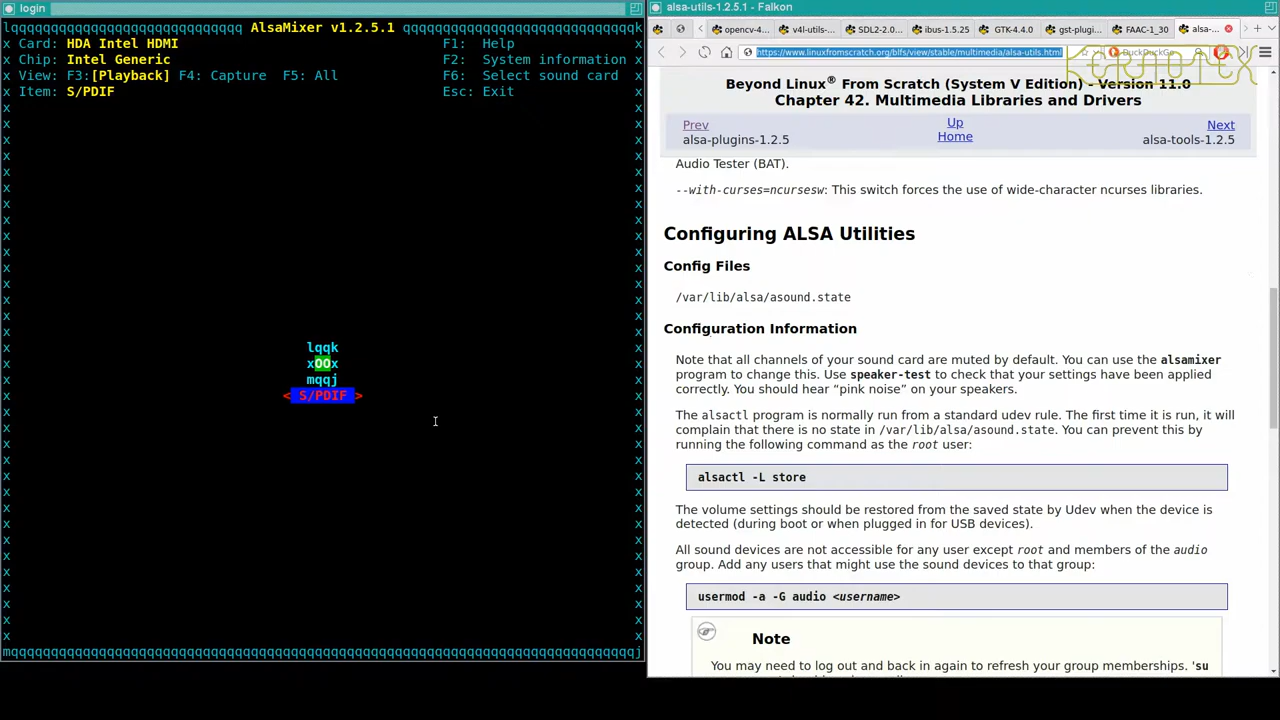 login
lqqqqqqqqqqqqqqqqqqqqqqqqqqqqq AlsaMixer v1.2.5.1 qqqqqqqqqqqqqqqqqqqqqqqqqqqqqk
x Card: HDA Intel HDMI F1: Help x
x Chip: Intel Generic F2: System information x
x View: F3:[Playback] F4: Capture F5: All F6: Select sound card x
x Item: S/PDIF Esc: Exit x
lqqk
xOOx
mqqj
< S/PDIF >
alsa-utils-1.2.5.1 - Falkon
opencv-4... v4l-utils-... SDL2-2.0... ibus-1.5.25 GTK-4.4.0 gst-plugi... FAAC-1_30 alsa-...
https://www.linuxfromscratch.org/blfs/view/stable/multimedia/alsa-utils.html
DuckDuckGo
Beyond Linux® From Scratch (System V Edition) - Version 11.0
Chapter 42. Multimedia Libraries and Drivers
Prev Up Next
alsa-plugins-1.2.5 Home alsa-tools-1.2.5
Audio Tester (BAT).
--with-curses=ncursesw: This switch forces the use of wide-character ncurses libraries.
Configuring ALSA Utilities
Config Files
/var/lib/alsa/asound.state
Configuration Information
Note that all channels of your sound card are muted by default. You can use the alsamixer
program to change this. Use speaker-test to check that your settings have been applied
correctly. You should hear “pink noise” on your speakers.
The alsactl program is normally run from a standard udev rule. The first time it is run, it will
complain that there is no state in /var/lib/alsa/asound.state. You can prevent this by
running the following command as the root user:
alsactl -L store
The volume settings should be restored from the saved state by Udev when the device is
detected (during boot or when plugged in for USB devices).
All sound devices are not accessible for any user except root and members of the audio
group. Add any users that might use the sound devices to that group:
usermod -a -G audio <username>
Note
You may need to log out and back in again to refresh your group memberships. 'su